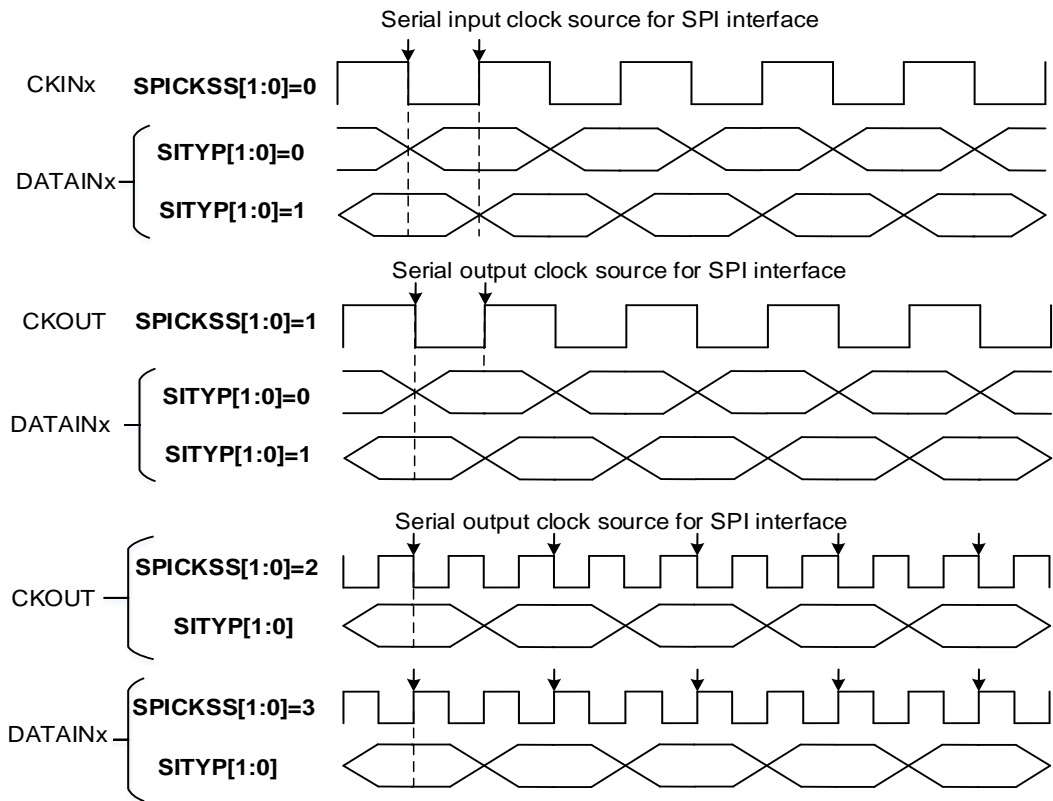 Serial input clock source for SPI interface
CKINx SPICKSS[1:0]=0
SITYP[1:0]=0
DATAINx
SITYP[1:0]=1
Serial output clock source for SPI interface
CKOUT SPICKSS[1:0]=1
SITYP[1:0]=0
DATAINx
SITYP[1:0]=1
Serial output clock source for SPI interface
SPICKSS[1:0]=2
CKOUT
SITYP[1:0]
SPICKSS[1:0]=3
DATAINx
SITYP[1:0]